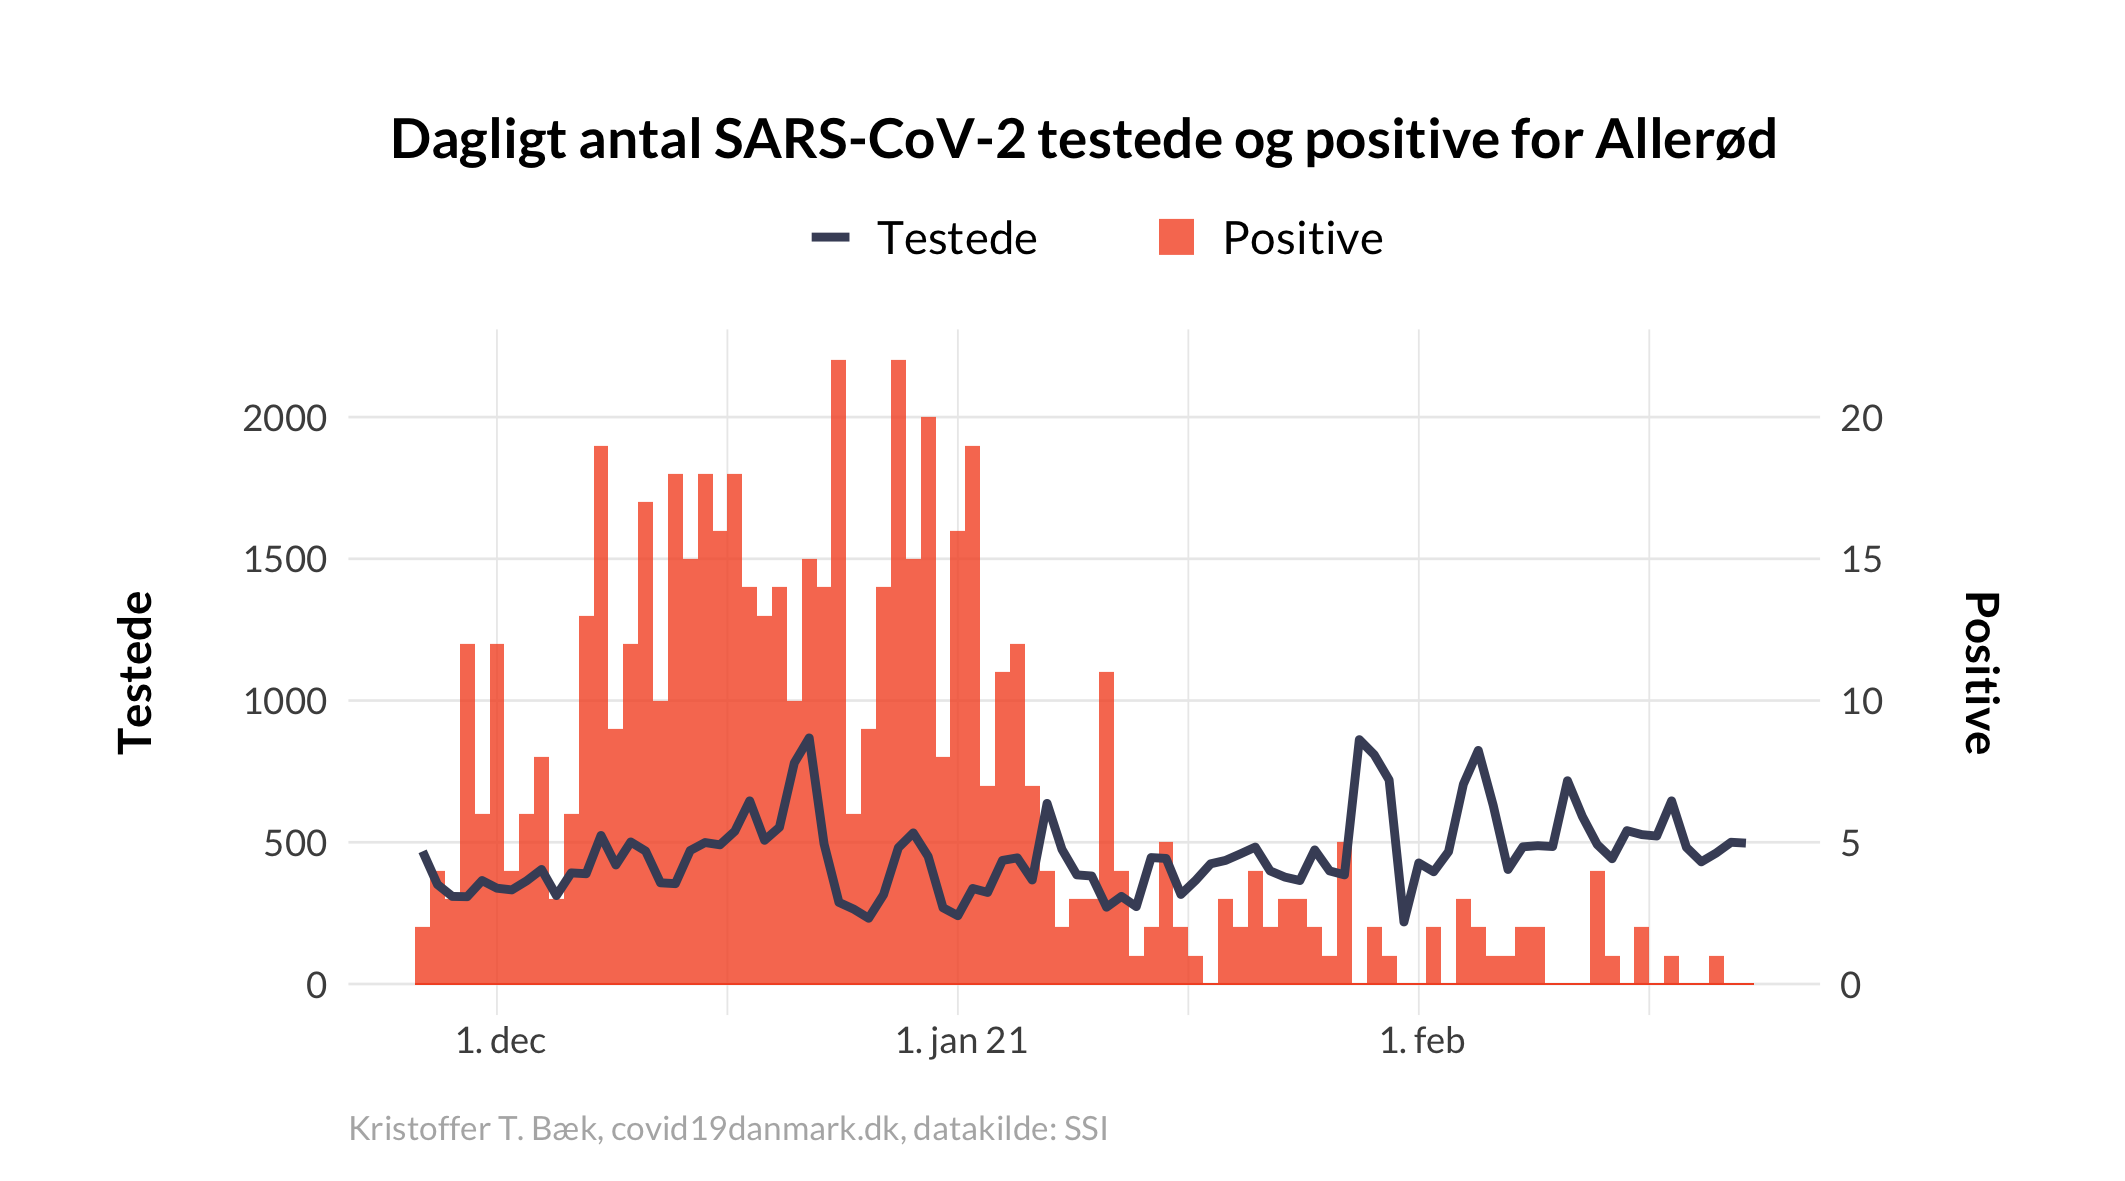 Dagligt antal SARS-CoV-2 testede og positive for Allerød
Testede Positive
Testede
2000
1500
1000
500
0
20
15
10
5
0
Positive
1. dec 1. jan 21 1. feb
Kristoffer T. Bæk, covid19danmark.dk, datakilde: SSI